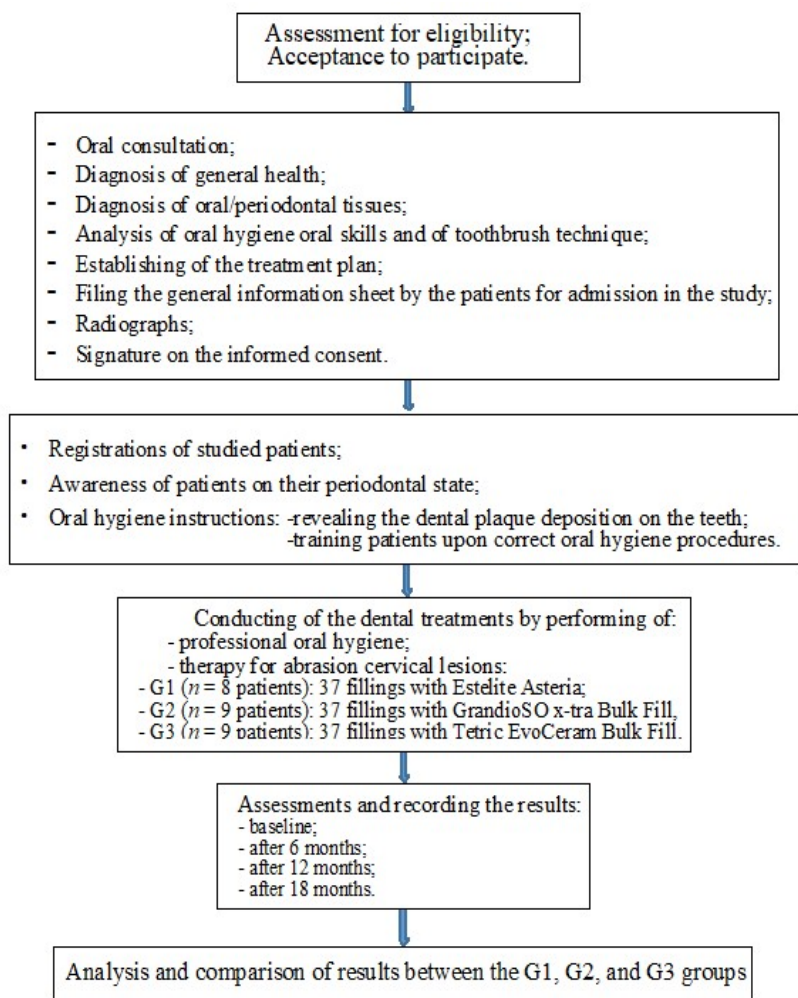 Assessment for eligibility;
Acceptance to participate.
- Oral consultation;
- Diagnosis of general health;
- Diagnosis of oral/periodontal tissues;
- Analysis of oral hygiene oral skills and of toothbrush technique;
- Establishing of the treatment plan;
- Filing the general information sheet by the patients for admission in the study;
- Radiographs;
- Signature on the informed consent.
· Registrations of studied patients;
· Awareness of patients on their periodontal state;
· Oral hygiene instructions: -revealing the dental plaque deposition on the teeth;
-training patients upon correct oral hygiene procedures.
Conducting of the dental treatments by performing of:
- professional oral hygiene;
- therapy for abrasion cervical lesions:
- G1 (n = 8 patients): 37 fillings with Estelite Asteria;
- G2 (n = 9 patients): 37 fillings with GrandioSO x-tra Bulk Fill,
- G3 (n = 9 patients): 37 fillings with Tetric EvoCeram Bulk Fill.
Assessments and recording the results:
- baseline;
- after 6 months;
- after 12 months;
- after 18 months.
Analysis and comparison of results between the G1, G2, and G3 groups